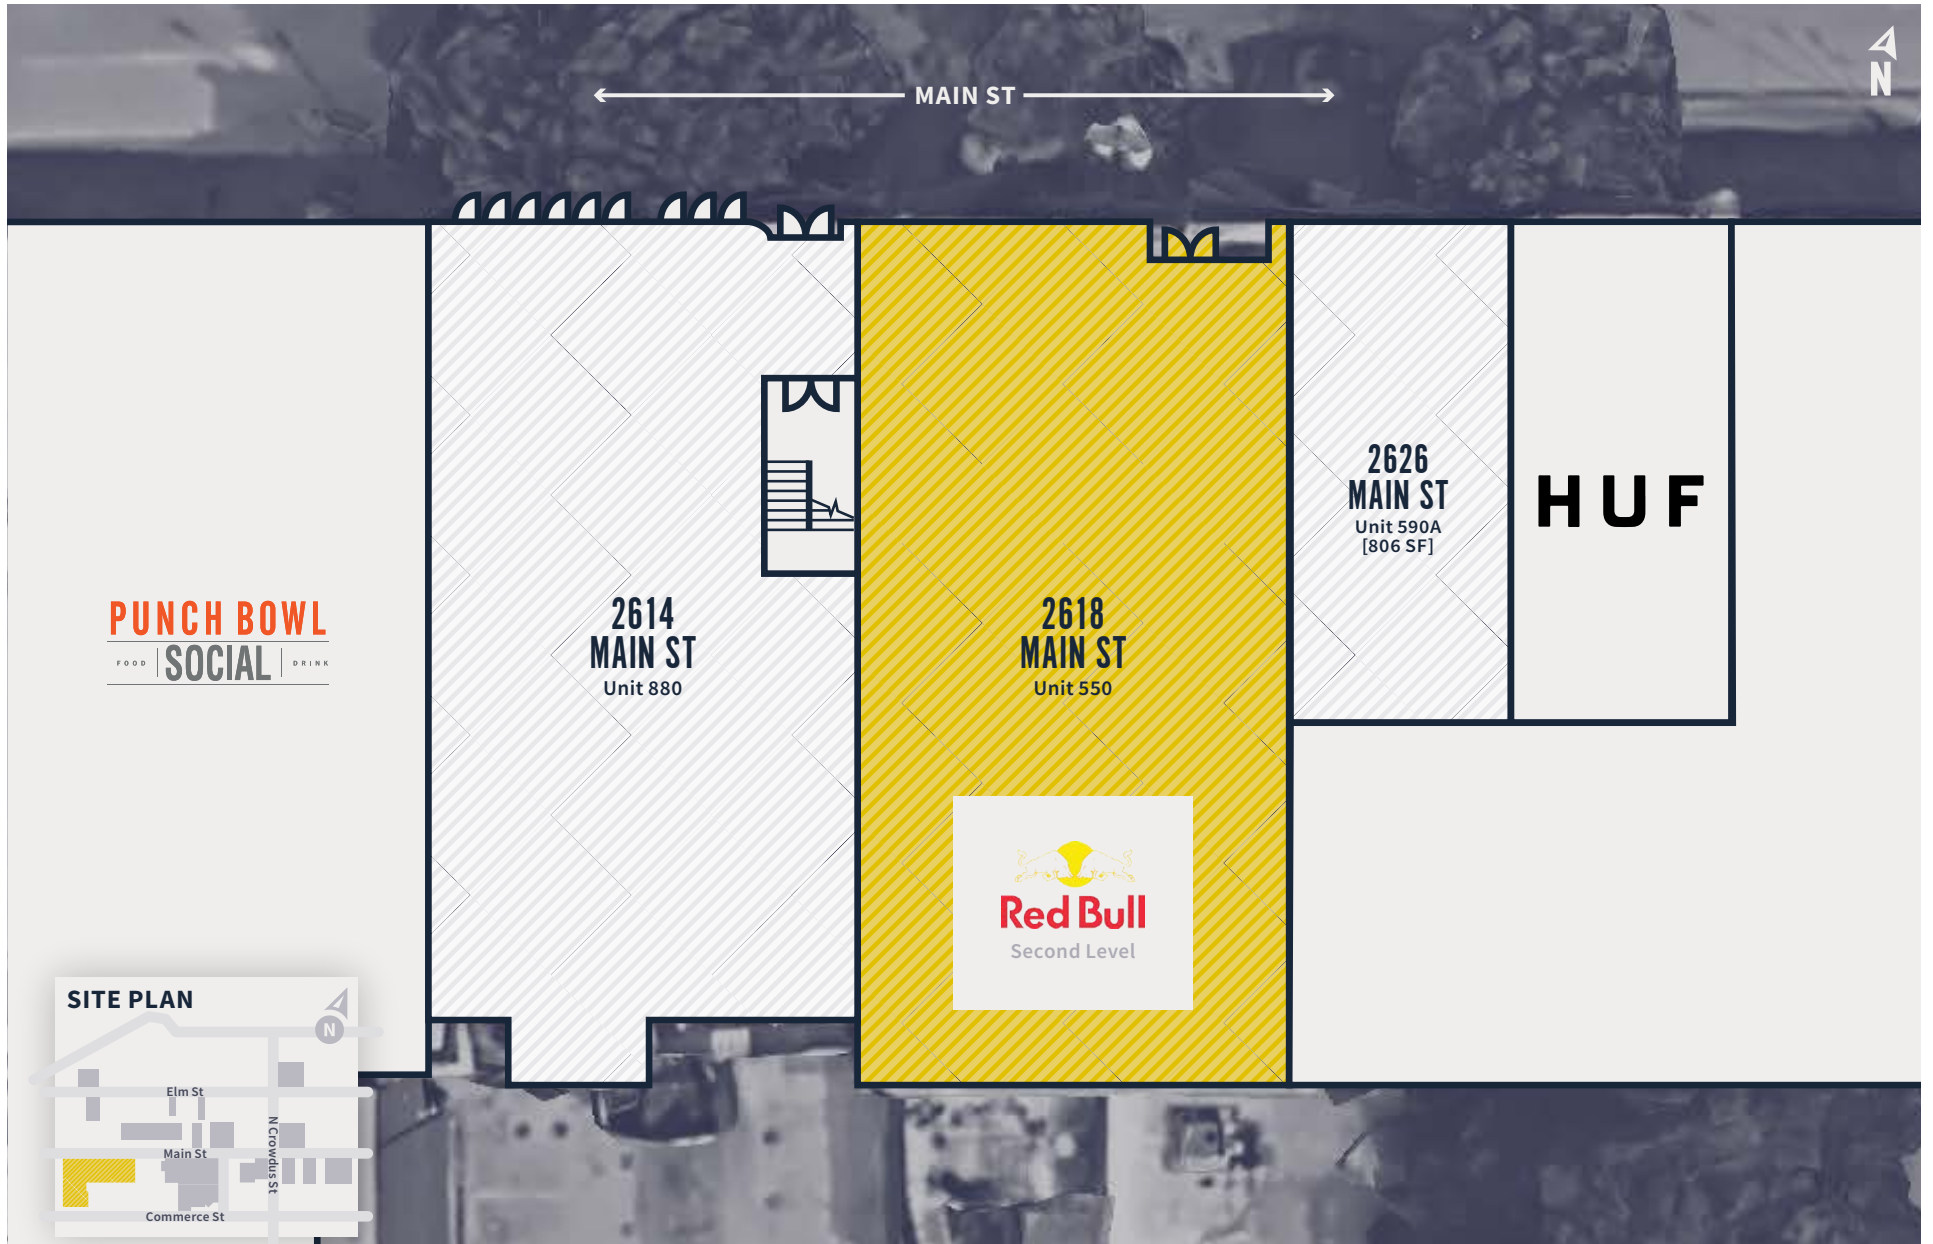 MAIN ST
N
2626
MAIN ST
Unit 590A
[806 SF]
HUF
PUNCH BOWL
FOOD SOCIAL DRINK
2614
MAIN ST
Unit 880
2618
MAIN ST
Unit 550
Red Bull
Second Level
SITE PLAN
N
Elm St
N Crowdus St
Main St
Commerce St